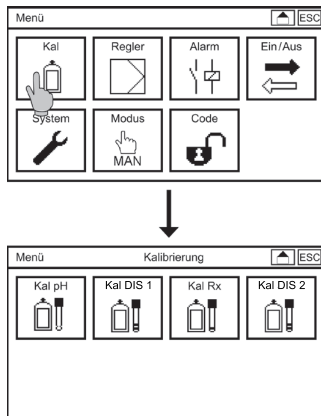 Menü ESC
Kal Regler Alarm Ein/Aus
System Modus Code
MAN
Menü Kalibrierung ESC
Kal pH Kal DIS 1 Kal Rx Kal DIS 2